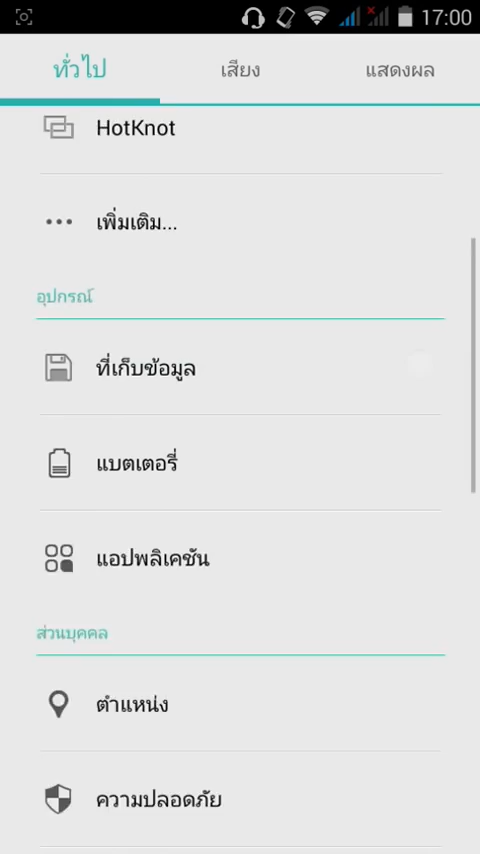 17:00
ทั่วไป
เสียง
แสดงผล
HotKnot
เพิ่มเติม...
อุปกรณ์
ที่เก็บข้อมูล
แบตเตอรี่
แอปพลิเคชัน
ส่วนบุคคล
ตำแหน่ง
ความปลอดภัย